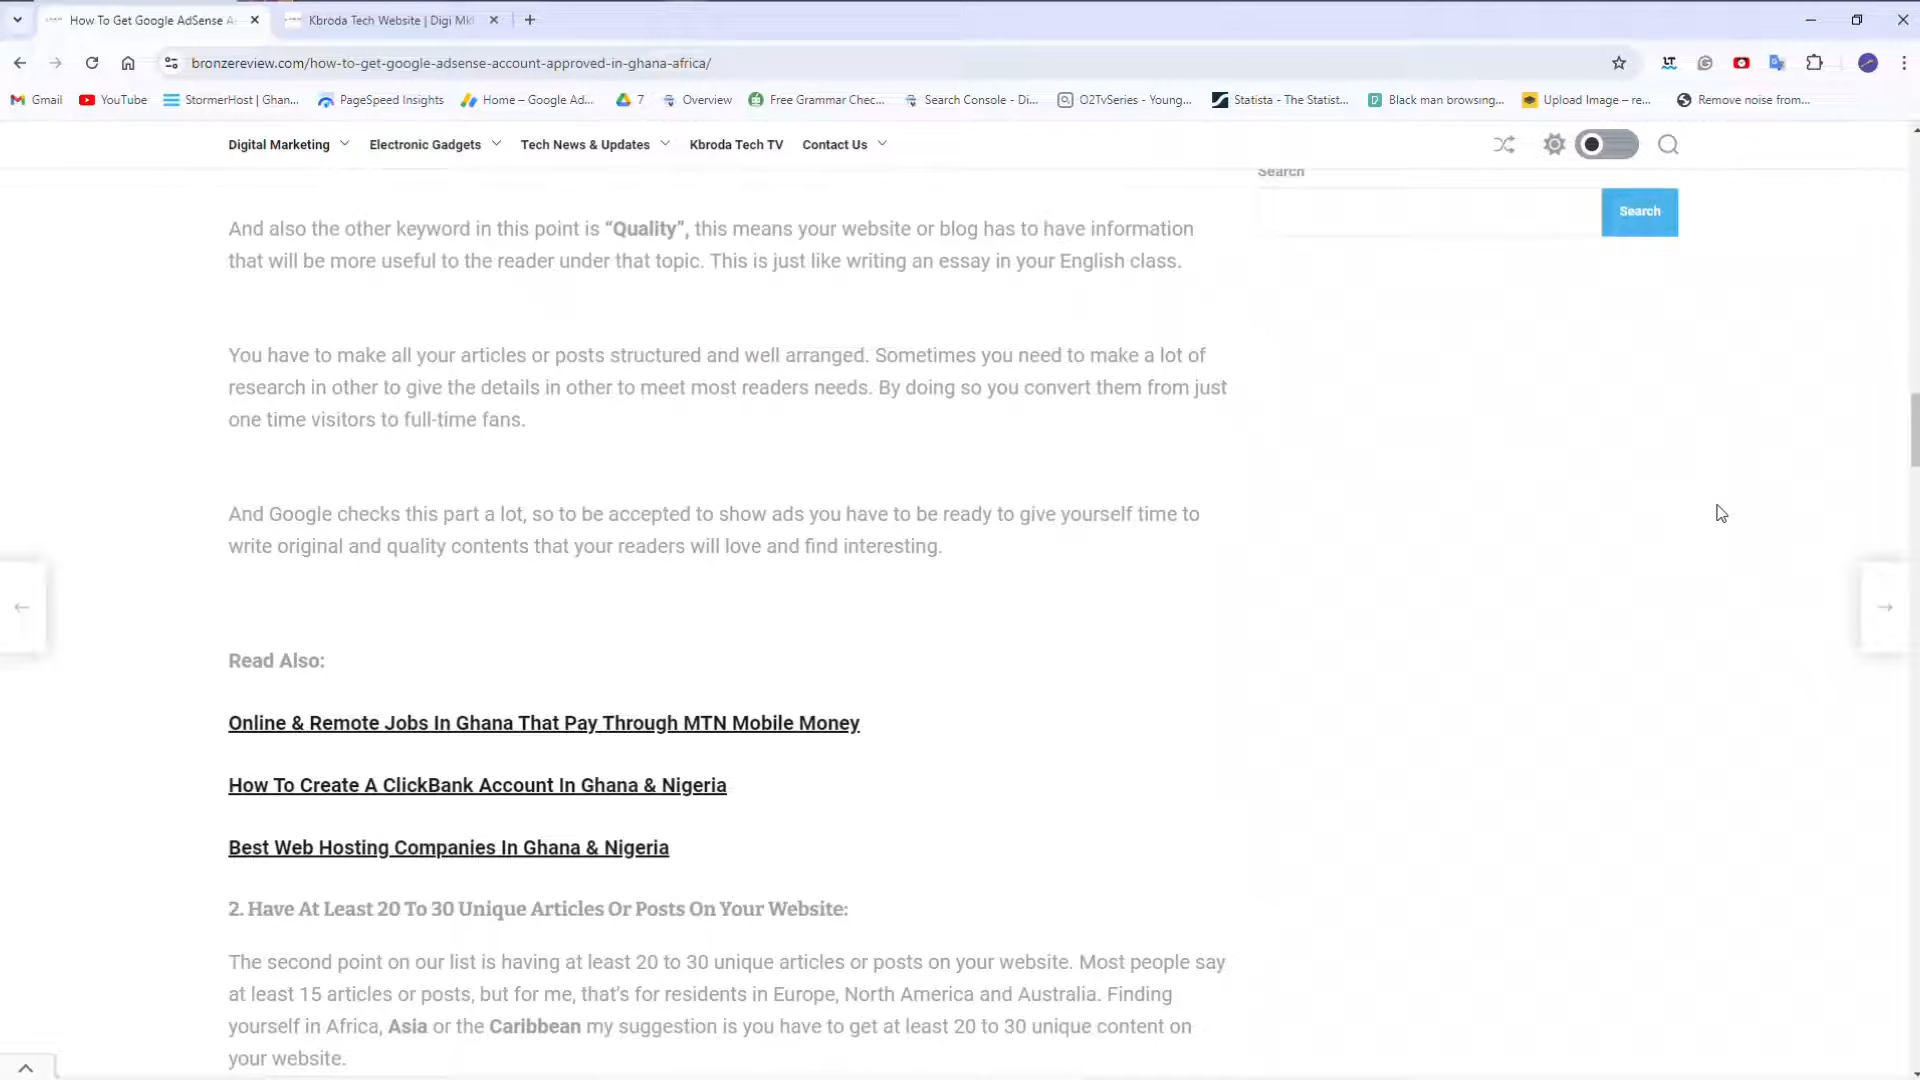 How To Get Google AdSense A
Kbroda Tech Website | Digi Mk
bronzereview.com/how-to-get-google-adsense-account-approved-in-ghana-africa/
Gmail
YouTube
StormerHost | Ghan...
PageSpeed Insights
Home – Google Ad...
7
Overview
Free Grammar Chec...
Search Console - Di...
O2TvSeries - Young...
Statista - The Statist...
Black man browsing...
Upload Image – re...
Remove noise from...
Digital Marketing
Electronic Gadgets
Tech News & Updates
Kbroda Tech TV
Contact Us
Search
Search
And also the other keyword in this point is “Quality”, this means your website or blog has to have information
that will be more useful to the reader under that topic. This is just like writing an essay in your English class.
You have to make all your articles or posts structured and well arranged. Sometimes you need to make a lot of
research in other to give the details in other to meet most readers needs. By doing so you convert them from just
one time visitors to full-time fans.
And Google checks this part a lot, so to be accepted to show ads you have to be ready to give yourself time to
write original and quality contents that your readers will love and find interesting.
Read Also:
Online & Remote Jobs In Ghana That Pay Through MTN Mobile Money
How To Create A ClickBank Account In Ghana & Nigeria
Best Web Hosting Companies In Ghana & Nigeria
2. Have At Least 20 To 30 Unique Articles Or Posts On Your Website:
The second point on our list is having at least 20 to 30 unique articles or posts on your website. Most people say
at least 15 articles or posts, but for me, that's for residents in Europe, North America and Australia. Finding
yourself in Africa, Asia or the Caribbean my suggestion is you have to get at least 20 to 30 unique content on
your website.